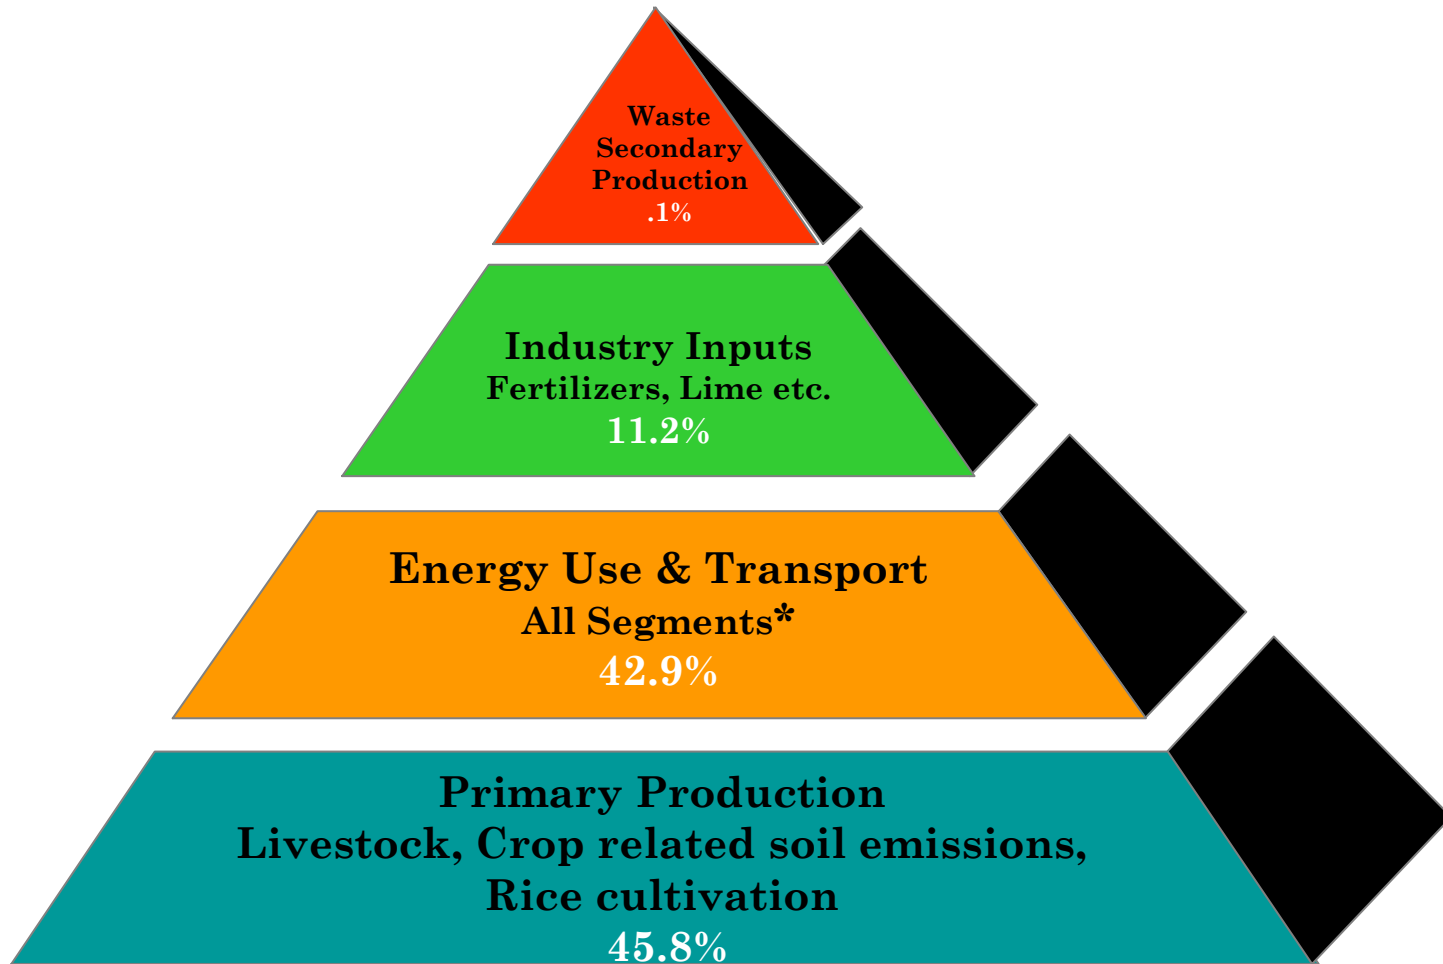 Waste
Secondary
Production
.1%
Industry Inputs
Fertilizers, Lime etc.
11.2%
Energy Use & Transport
All Segments*
42.9%
Primary Production
Livestock, Crop related soil emissions,
Rice cultivation
45.8%